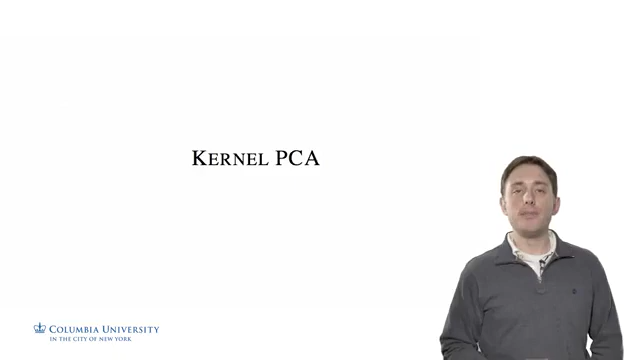 KERNEL PCA
COLUMBIA UNIVERSITY
IN THE CITY OF NEW YORK